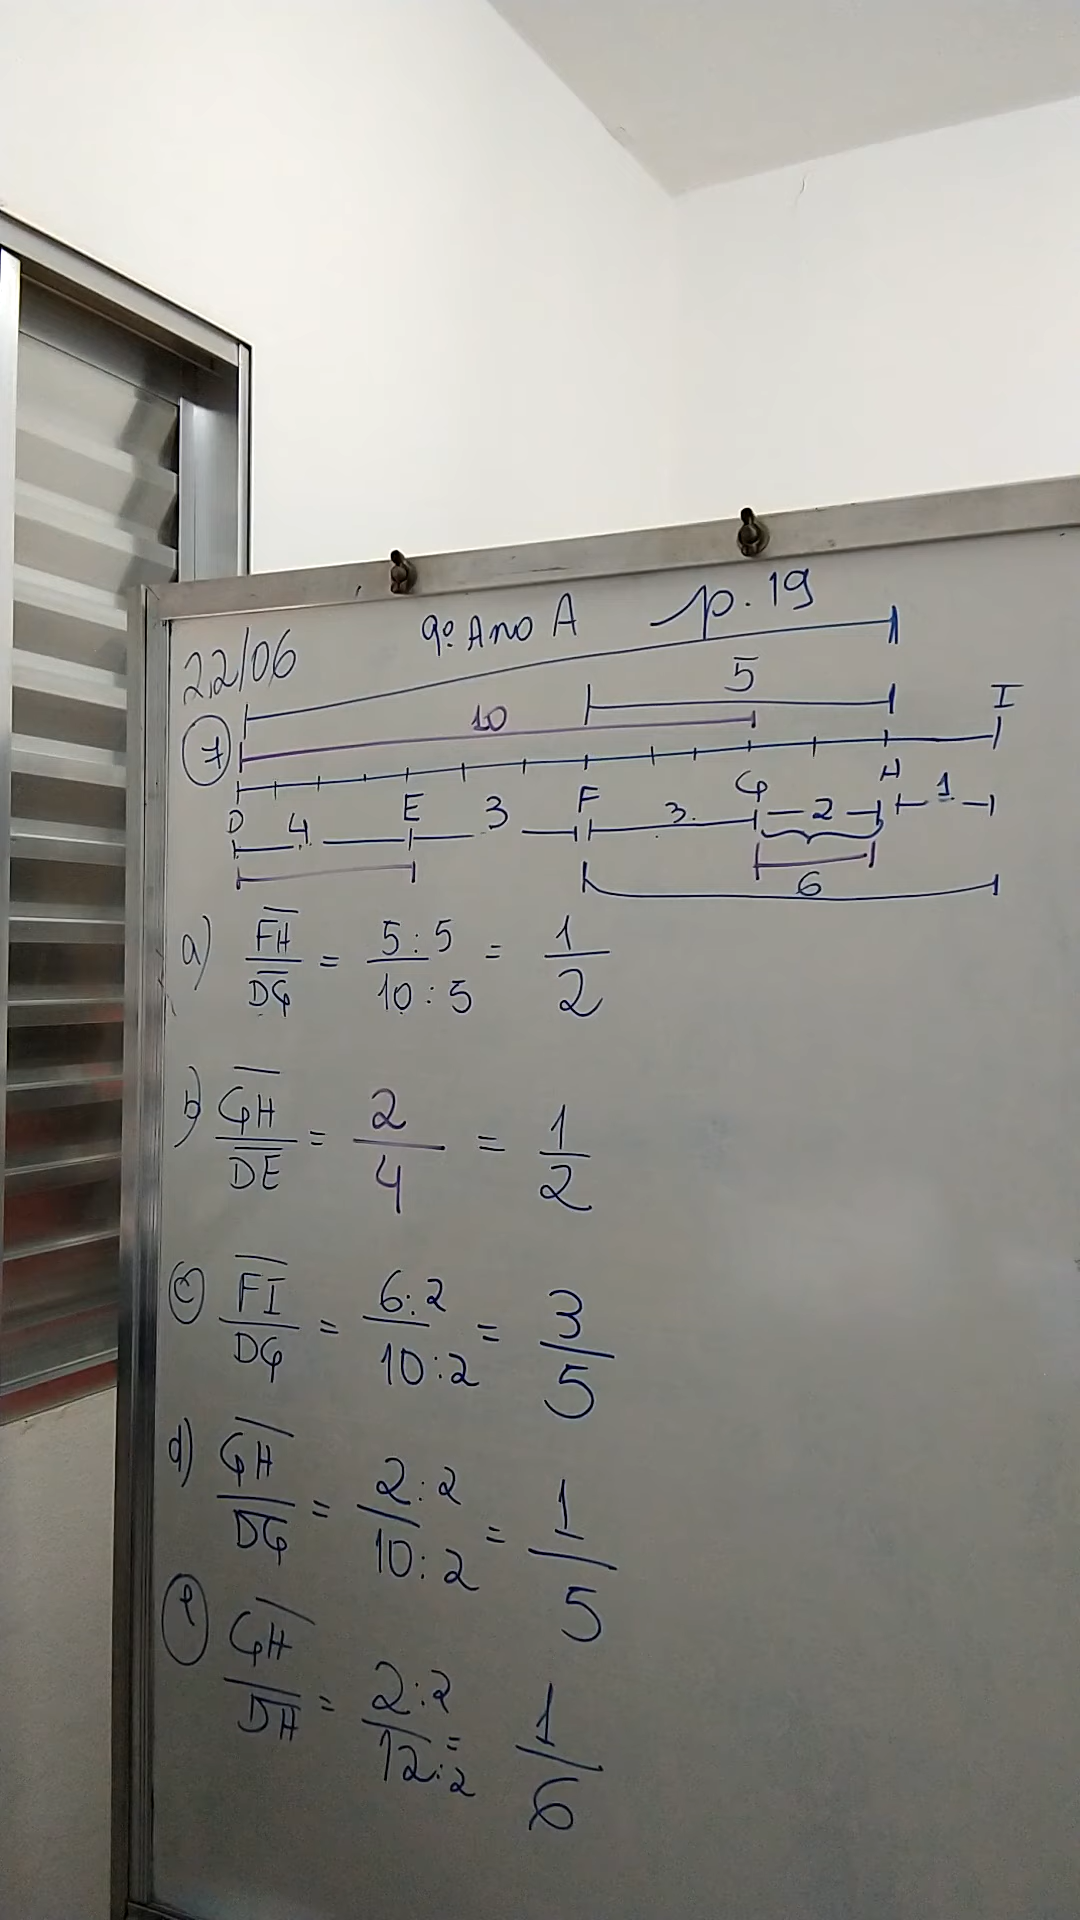 22/06 9º Ano A p. 19
7
5
10
I
D 4 E 3 F 3 G 2 H 1
6
a) FH/DG = 5:5/10:5 = 1/2
b) GH/DE = 2/4 = 1/2
c) FI/DG = 6:2/10:2 = 3/5
d) GH/DG = 2:2/10:2 = 1/5
e) GH/DH = 2:2/12:2 = 1/6